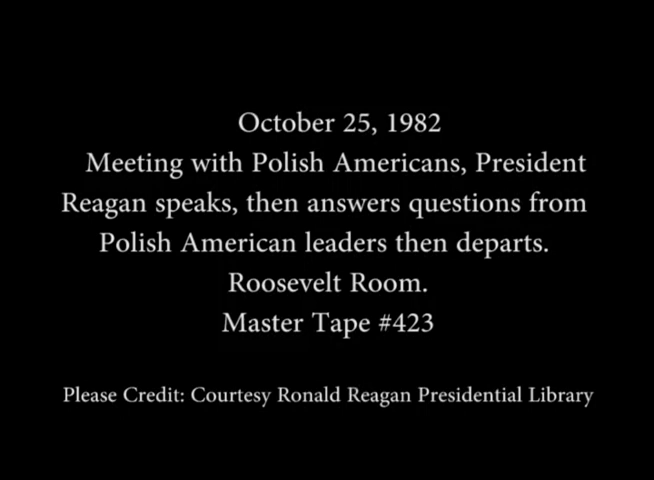 October 25, 1982
Meeting with Polish Americans, President
Reagan speaks, then answers questions from
Polish American leaders then departs.
Roosevelt Room.
Master Tape #423
Please Credit: Courtesy Ronald Reagan Presidential Library